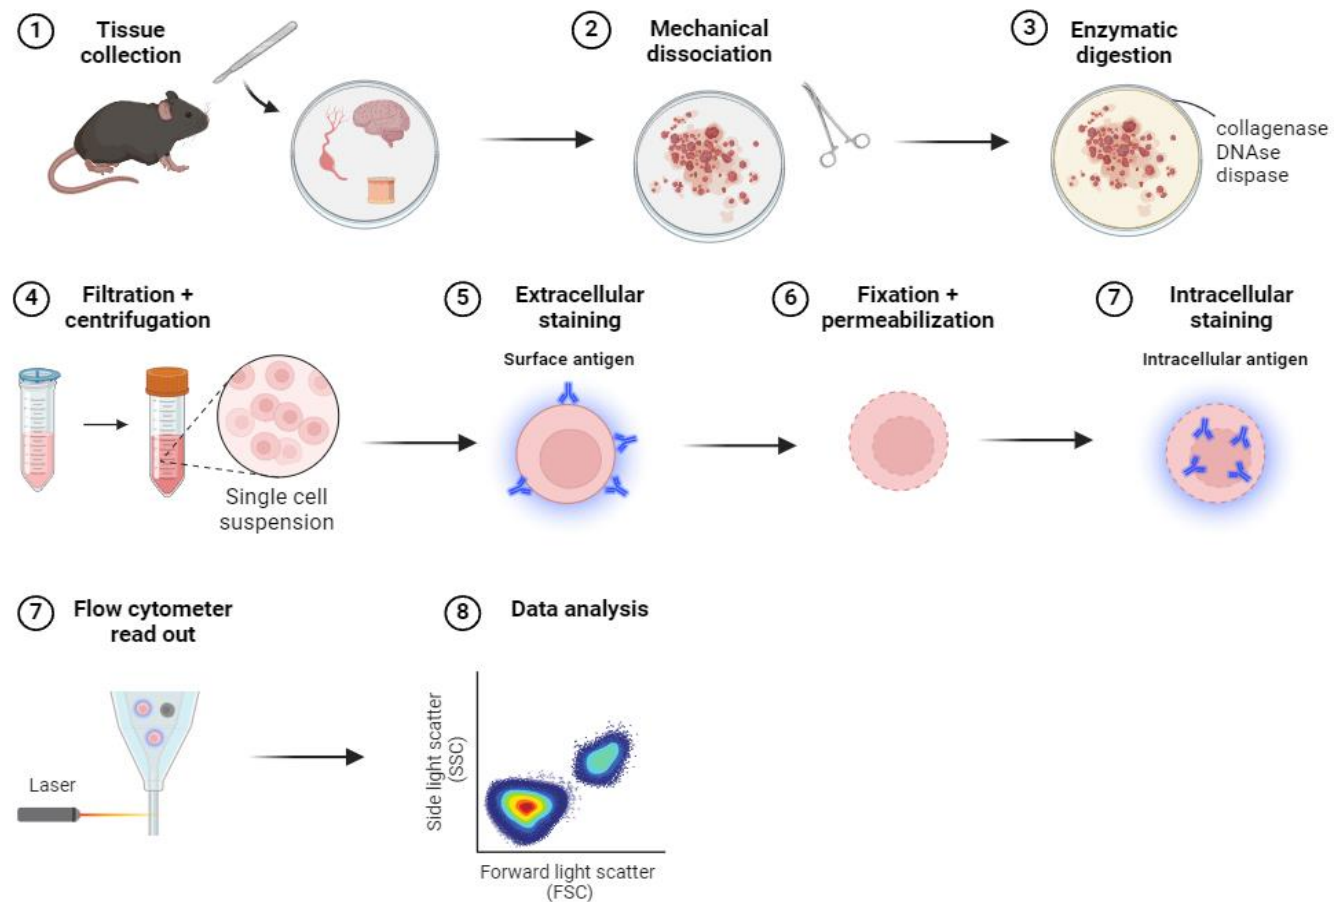 1
Tissue
collection
2
Mechanical
dissociation
3
Enzymatic
digestion
collagenase
DNAse
dispase
4
Filtration +
centrifugation
Single cell
suspension
5
Extracellular
staining
Surface antigen
6
Fixation +
permeabilization
7
Intracellular
staining
Intracellular antigen
7
Flow cytometer
read out
Laser
8
Data analysis
Side light scatter
(SSC)
Forward light scatter
(FSC)